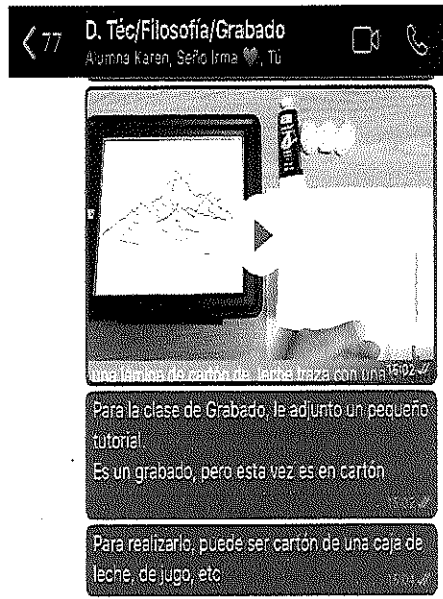 77
D. Téc/Filosofía/Grabado
Alumna Karen, Seño Irma 🩶, Tú
una lámina de cartón de leche traza con una
15:02
Para la clase de Grabado, le adjunto un pequeño
tutorial.
Es un grabado, pero esta vez es en cartón
Para realizarlo, puede ser cartón de una caja de
leche, de jugo, etc
15:04